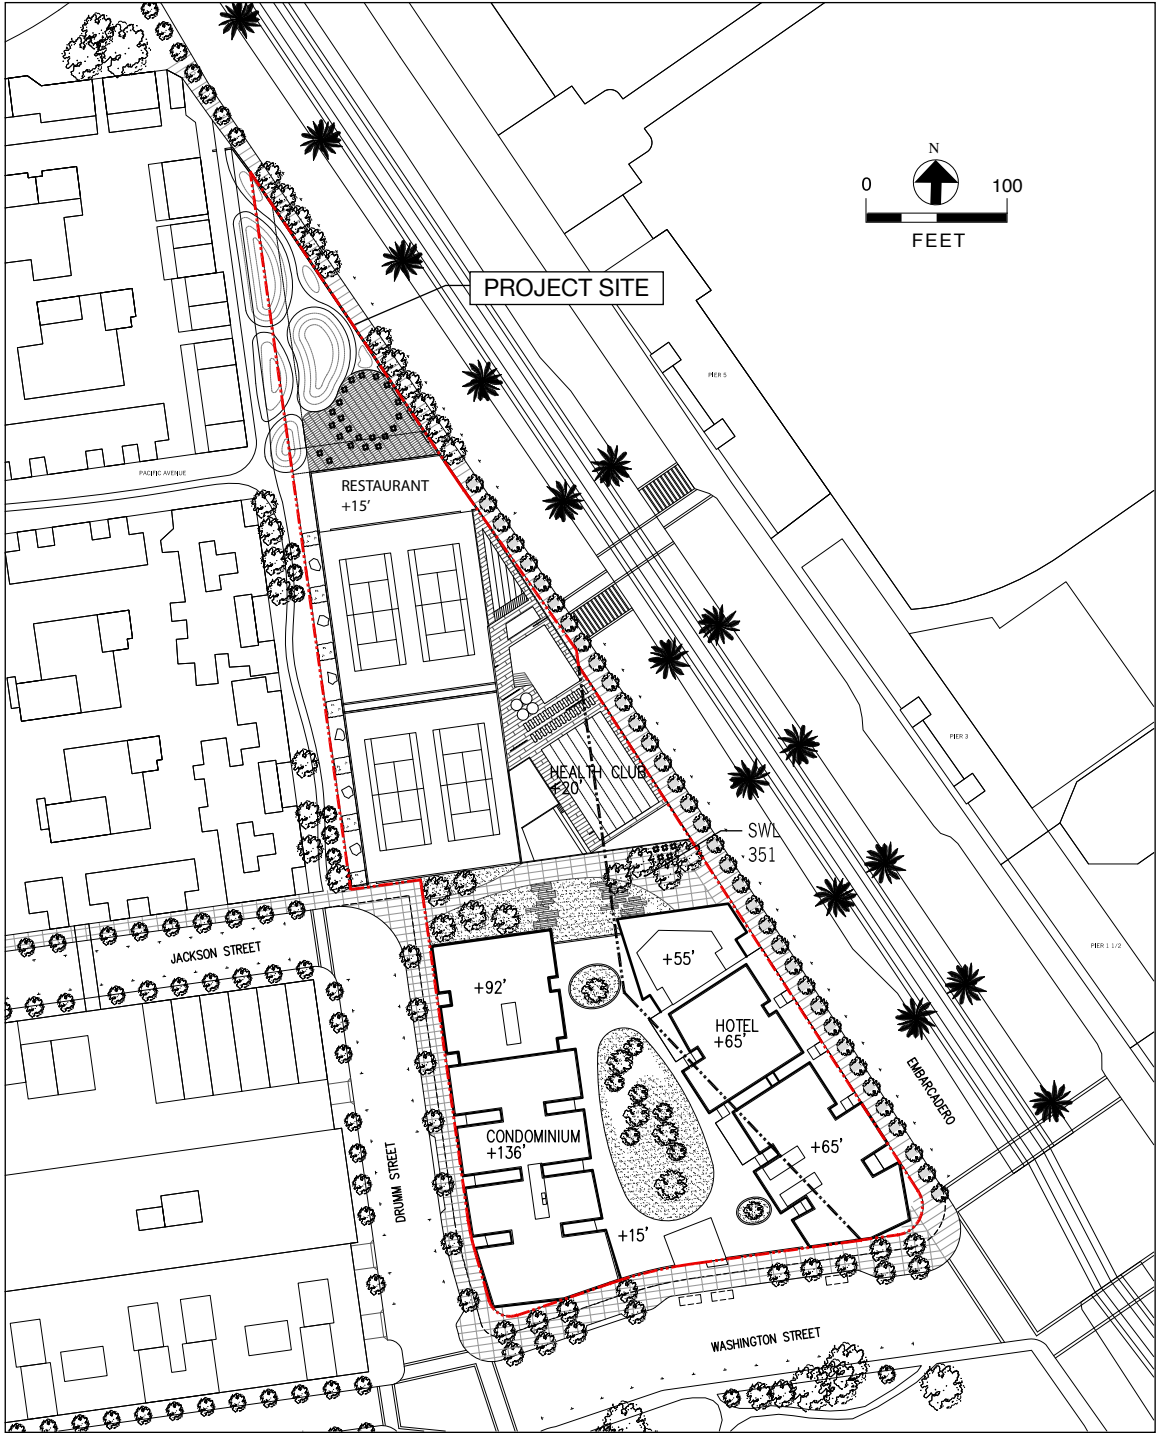 N
0 100
FEET
PROJECT SITE
PIER 5
PACIFIC AVENUE
RESTAURANT
+15'
PIER 3
HEALTH CLUB
+20'
SWL
351
PIER 1 1/2
JACKSON STREET
+92'
+55'
HOTEL
+65'
EMBARCADERO
CONDOMINIUM
+136'
+65'
DRUMM STREET
+15'
WASHINGTON STREET